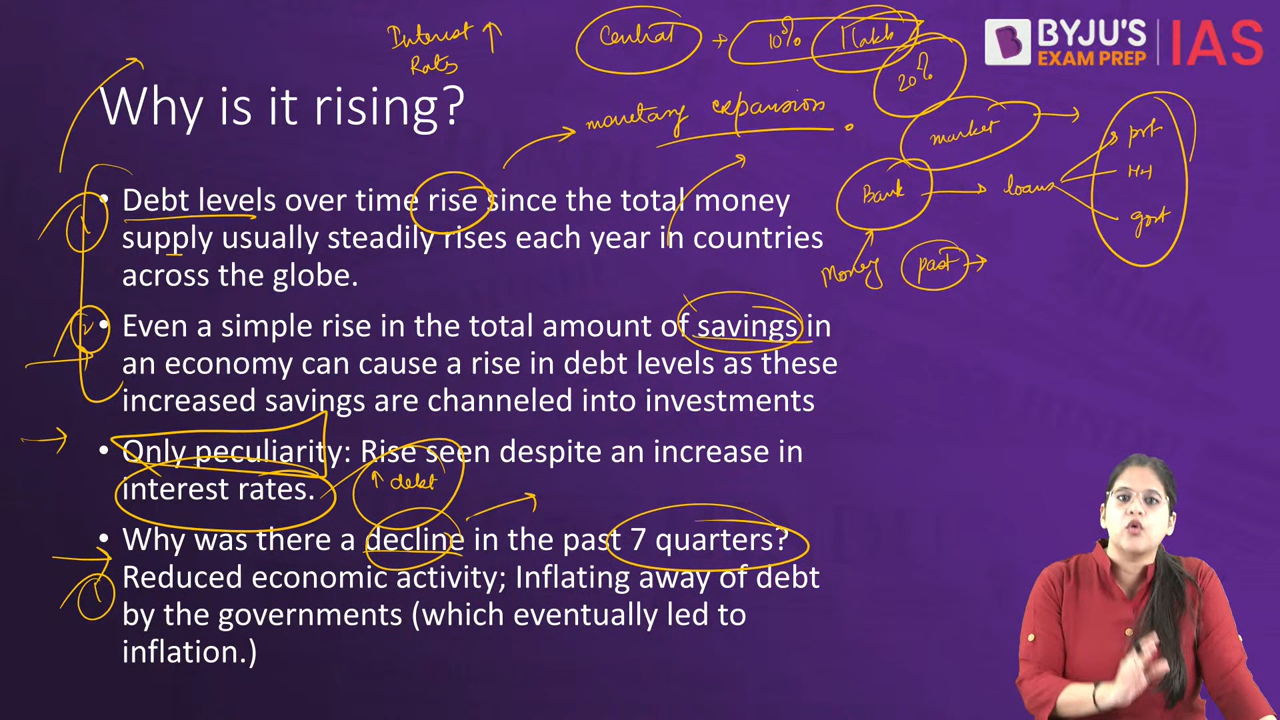 Interest ↑
Rates
Central → 10%
20%
BYJU'S
EXAM PREP
IAS
Why is it rising?
monetary expansion
market →
prt
Bank → loans
HH
govt
Money
past →
• Debt levels over time rise since the total money
supply usually steadily rises each year in countries
across the globe.
• Even a simple rise in the total amount of savings in
an economy can cause a rise in debt levels as these
increased savings are channeled into investments
• Only peculiarity: Rise seen despite an increase in
interest rates.
↑ debt
• Why was there a decline in the past 7 quarters?
Reduced economic activity; Inflating away of debt
by the governments (which eventually led to
inflation.)